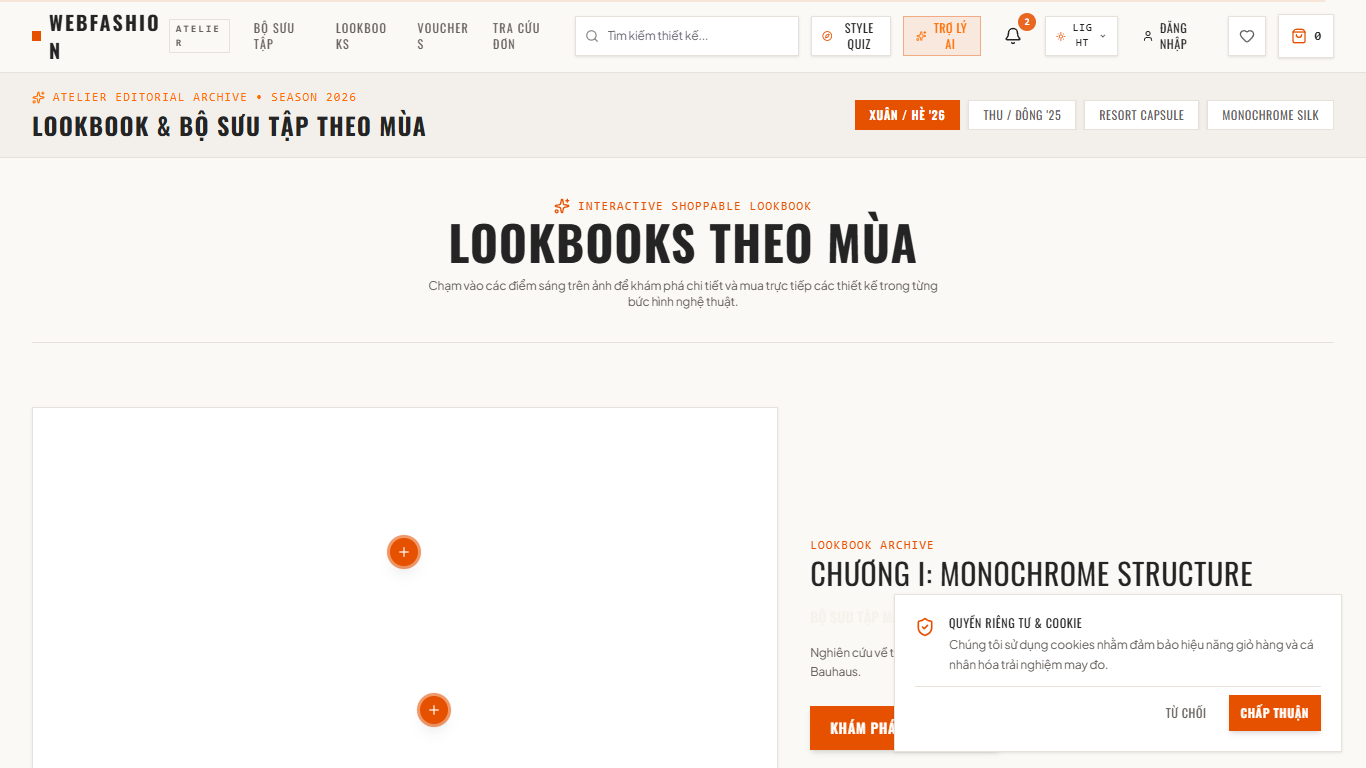 WEBFASHIO
N
ATELIE
R
BỘ SƯU
TẬP
LOOKBOO
KS
VOUCHER
S
TRA CỨU
ĐƠN
Tìm kiếm thiết kế...
STYLE
QUIZ
TRỢ LÝ
AI
2
LIG
HT
ĐĂNG
NHẬP
0
ATELIER EDITORIAL ARCHIVE • SEASON 2026
LOOKBOOK & BỘ SƯU TẬP THEO MÙA
XUÂN / HÈ '26
THU / ĐÔNG '25
RESORT CAPSULE
MONOCHROME SILK
INTERACTIVE SHOPPABLE LOOKBOOK
LOOKBOOKS THEO MÙA
Chạm vào các điểm sáng trên ảnh để khám phá chi tiết và mua trực tiếp các thiết kế trong từng
bức hình nghệ thuật.
LOOKBOOK ARCHIVE
CHƯƠNG I: MONOCHROME STRUCTURE
BỘ SƯU TẬP
Nghiên cứu về
Bauhaus.
KHÁM PHÁ
QUYỀN RIÊNG TƯ & COOKIE
Chúng tôi sử dụng cookies nhằm đảm bảo hiệu năng giỏ hàng và cá
nhân hóa trải nghiệm may đo.
TỪ CHỐI
CHẤP THUẬN